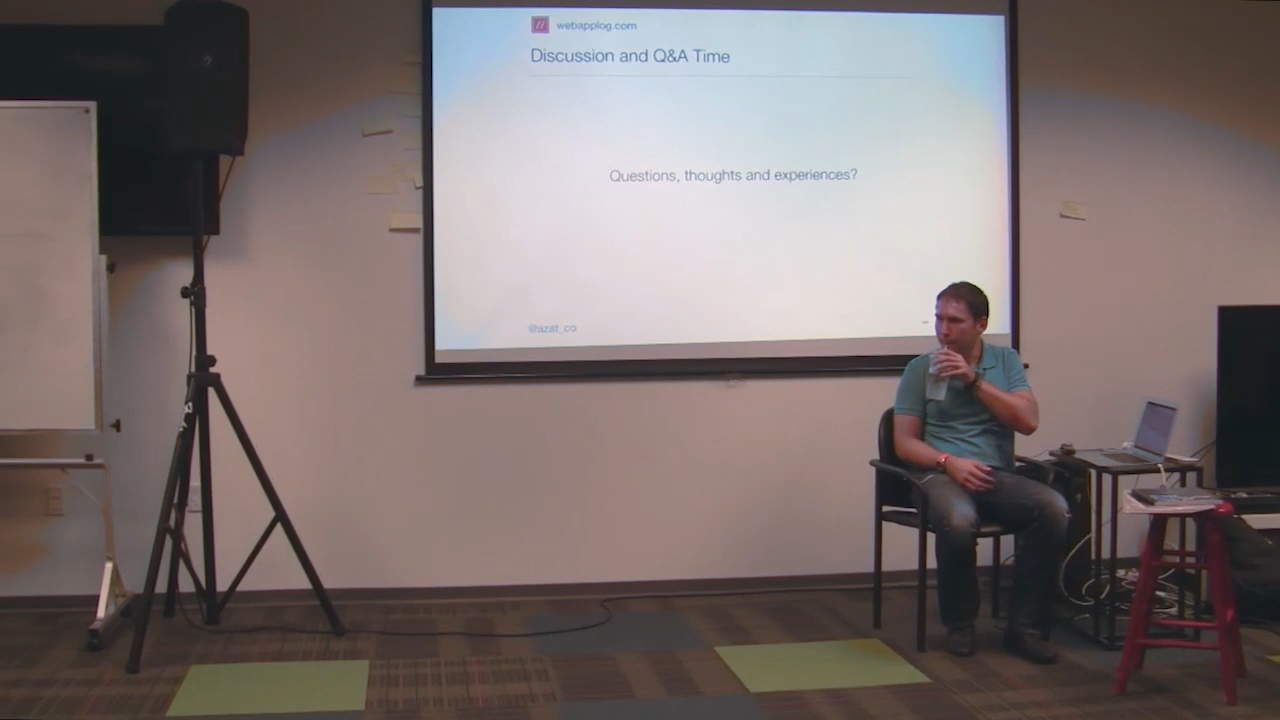 webapplog.com
Discussion and Q&A Time
Questions, thoughts and experiences?
@azat_co